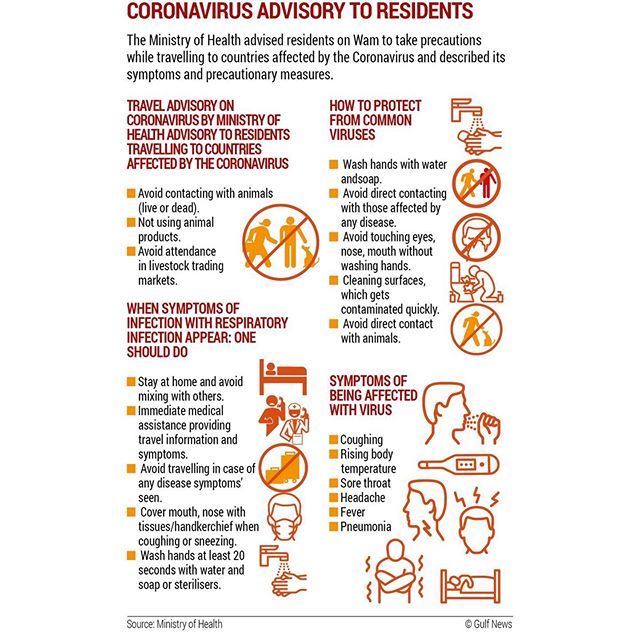 CORONAVIRUS ADVISORY TO RESIDENTS
The Ministry of Health advised residents on Wam to take precautions
while travelling to countries affected by the Coronavirus and described its
symptoms and precautionary measures.
TRAVEL ADVISORY ON
CORONAVIRUS BY MINISTRY OF
HEALTH ADVISORY TO RESIDENTS
TRAVELLING TO COUNTRIES
AFFECTED BY THE CORONAVIRUS
Avoid contacting with animals
(live or dead).
Not using animal
products.
Avoid attendance
in livestock trading
markets.
WHEN SYMPTOMS OF
INFECTION WITH RESPIRATORY
INFECTION APPEAR: ONE
SHOULD DO
Stay at home and avoid
mixing with others.
Immediate medical
assistance providing
travel information and
symptoms.
Avoid travelling in case of
any disease symptoms'
seen.
Cover mouth, nose with
tissues/handkerchief when
coughing or sneezing.
Wash hands at least 20
seconds with water and
soap or sterilisers.
HOW TO PROTECT
FROM COMMON
VIRUSES
Wash hands with water
andsoap.
Avoid direct contacting
with those affected by
any disease.
Avoid touching eyes,
nose, mouth without
washing hands.
Cleaning surfaces,
which gets
contaminated quickly.
Avoid direct contact
with animals.
SYMPTOMS OF
BEING AFFECTED
WITH VIRUS
Coughing
Rising body
temperature
Sore throat
Headache
Fever
Pneumonia
Source: Ministry of Health
© Gulf News